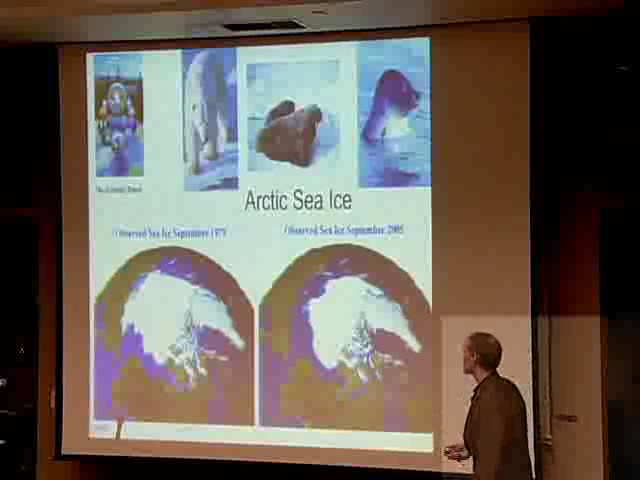 Arctic Sea Ice
Observed Sea Ice September 1979
Observed Sea Ice September 2005